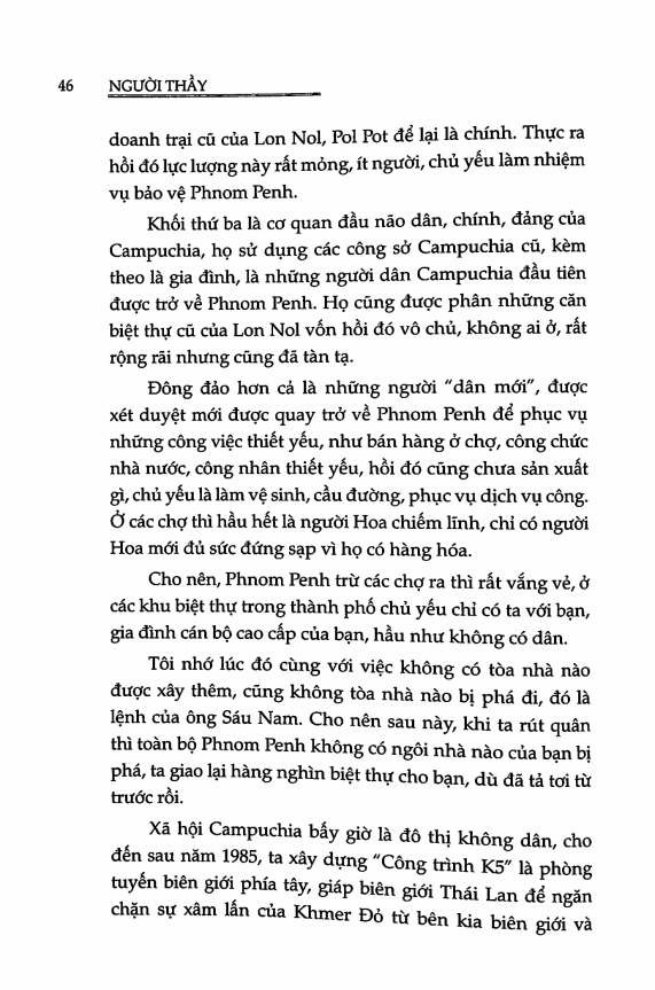 46 NGƯỜI THẦY
doanh trại cũ của Lon Nol, Pol Pot để lại là chính. Thực ra
hồi đó lực lượng này rất mỏng, ít người, chủ yếu làm nhiệm
vụ bảo vệ Phnom Penh.
Khối thứ ba là cơ quan đầu não dân, chính, đảng của
Campuchia, họ sử dụng các công sở Campuchia cũ, kèm
theo là gia đình, là những người dân Campuchia đầu tiên
được trở về Phnom Penh. Họ cũng được phân những căn
biệt thự cũ của Lon Nol vốn hồi đó vô chủ, không ai ở, rất
rộng rãi nhưng cũng đã tàn tạ.
Đông đảo hơn cả là những người "dân mới", được
xét duyệt mới được quay trở về Phnom Penh để phục vụ
những công việc thiết yếu, như bán hàng ở chợ, công chức
nhà nước, công nhân thiết yếu, hồi đó cũng chưa sản xuất
gì, chủ yếu là làm vệ sinh, cầu đường, phục vụ dịch vụ công.
Ở các chợ thì hầu hết là người Hoa chiếm lĩnh, chỉ có người
Hoa mới đủ sức đứng sạp vì họ có hàng hóa.
Cho nên, Phnom Penh trừ các chợ ra thì rất vắng vẻ, ở
các khu biệt thự trong thành phố chủ yếu chỉ có ta với bạn,
gia đình cán bộ cao cấp của bạn, hầu như không có dân.
Tôi nhớ lúc đó cùng với việc không có tòa nhà nào
được xây thêm, cũng không tòa nhà nào bị phá đi, đó là
lệnh của ông Sáu Nam. Cho nên sau này, khi ta rút quân
thì toàn bộ Phnom Penh không có ngôi nhà nào của bạn bị
phá, ta giao lại hàng nghìn biệt thự cho bạn, dù đã tả tơi từ
trước rồi.
Xã hội Campuchia bấy giờ là đô thị không dân, cho
đến sau năm 1985, ta xây dựng "Công trình K5" là phòng
tuyến biên giới phía tây, giáp biên giới Thái Lan để ngăn
chặn sự xâm lấn của Khmer Đỏ từ bên kia biên giới và